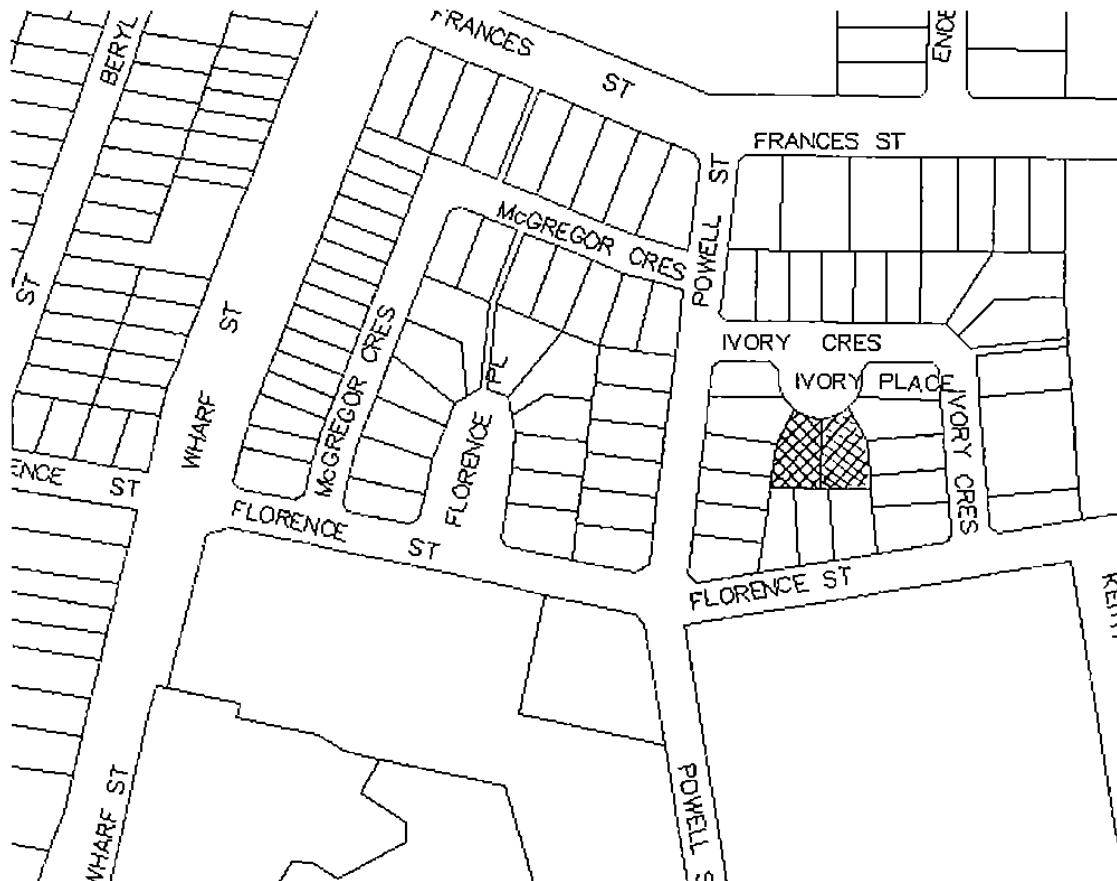 FRANCES ST
BERYL
ST
FRANCES ST
POWELL ST
McGREGOR CRES
WHARF ST
McGREGOR CRES
IVORY CRES
IVORY PLACE
IVORY CRES
FLORENCE PL
ENCE ST
FLORENCE ST
FLORENCE ST
WHARF ST
POWELL S